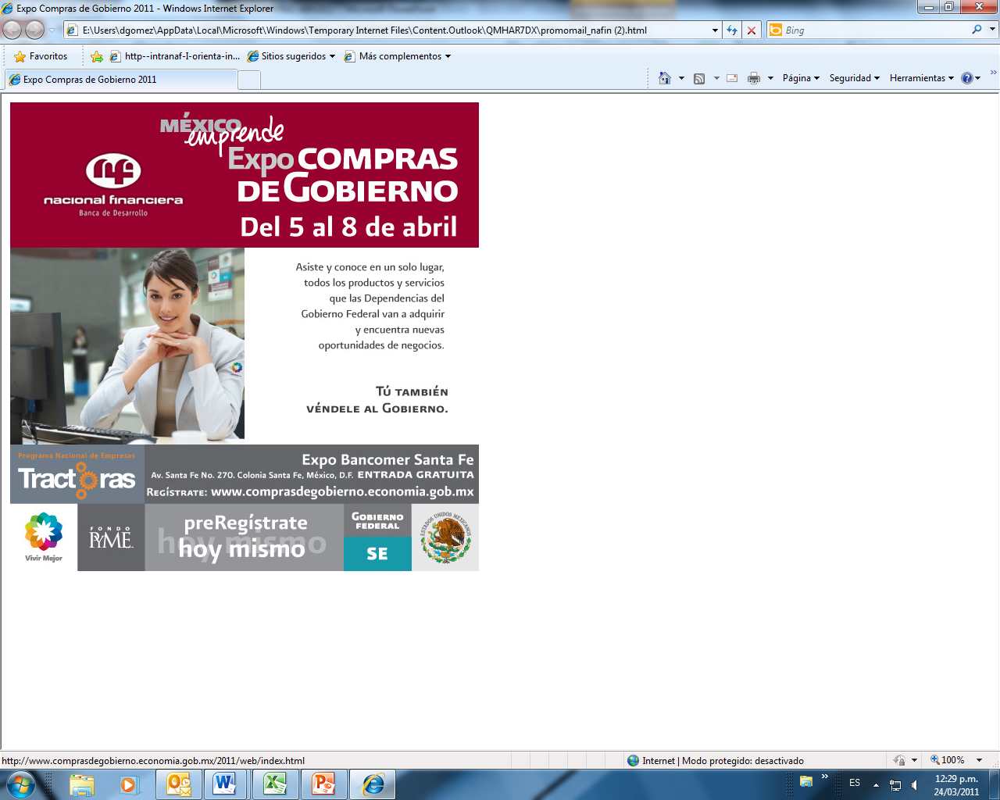 Expo Compras de Gobierno 2011 - Windows Internet Explorer
E:\Users\dgomez\AppData\Local\Microsoft\Windows\Temporary Internet Files\Content.Outlook\QMHAR7DX\promomail_nafin (2).html
Bing
Favoritos
http--intranaf-I-orienta-in...
Sitios sugeridos
Más complementos
Expo Compras de Gobierno 2011
Página
Seguridad
Herramientas
MÉXICO
emprende
Expo COMPRAS
DE GOBIERNO
Del 5 al 8 de abril
nacional financiera
Banca de Desarrollo
Asiste y conoce en un solo lugar,
todos los productos y servicios
que las Dependencias del
Gobierno Federal van a adquirir
y encuentra nuevas
oportunidades de negocios.
TÚ TAMBIÉN
VÉNDELE AL GOBIERNO.
Programa Nacional de Empresas
Tractoras
Expo Bancomer Santa Fe
Av. Santa Fe No. 270. Colonia Santa Fe, México, D.F. ENTRADA GRATUITA
REGÍSTRATE: www.comprasdegobierno.economia.gob.mx
Vivir Mejor
FONDO
PYME
preRegístrate
hoy mismo
GOBIERNO
FEDERAL
SE
ESTADOS UNIDOS MEXICANOS
http://www.comprasdegobierno.economia.gob.mx/2011/web/index.html
Internet | Modo protegido: desactivado
100%
ES
12:29 p.m.
24/03/2011